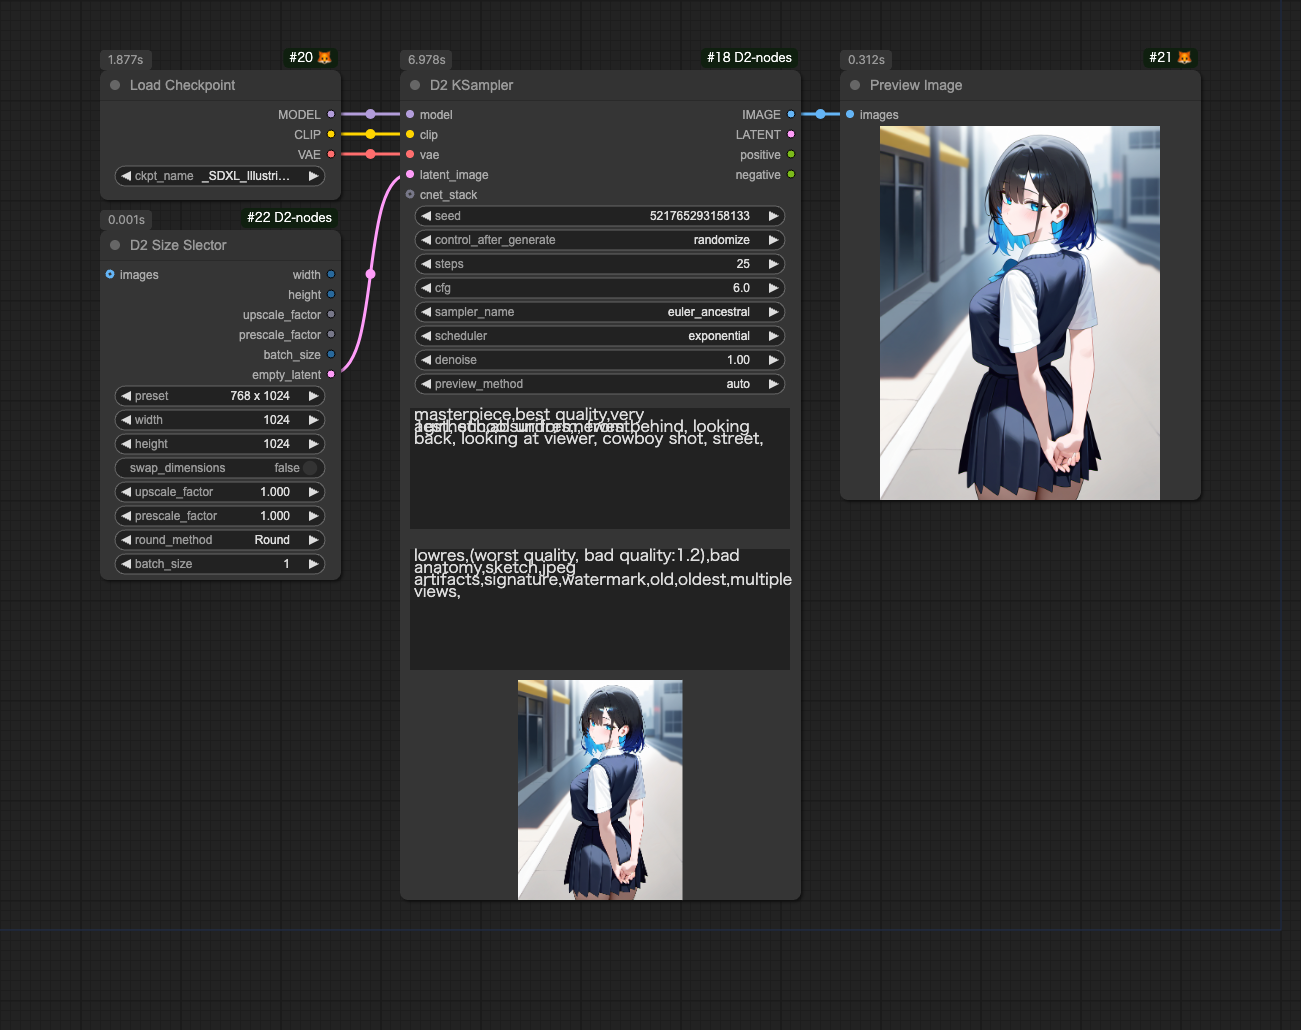 1.877s
#20
Load Checkpoint
MODEL
CLIP
VAE
ckpt_name _SDXL_Illustri...
0.001s
#22 D2-nodes
D2 Size Slector
images
width
height
upscale_factor
prescale_factor
batch_size
empty_latent
preset 768 x 1024
width 1024
height 1024
swap_dimensions false
upscale_factor 1.000
prescale_factor 1.000
round_method Round
batch_size 1
6.978s
#18 D2-nodes
D2 KSampler
model IMAGE
clip LATENT
vae positive
latent_image negative
cnet_stack
seed 521765293158133
control_after_generate randomize
steps 25
cfg 6.0
sampler_name euler_ancestral
scheduler exponential
denoise 1.00
preview_method auto
masterpiece,best quality,very
behind, looking
back, looking at viewer, cowboy shot, street,
lowres,(worst quality, bad quality:1.2),bad
anatomy,sketch,jpeg
artifacts,signature,watermark,old,oldest,multiple
views,
0.312s
#21
Preview Image
images